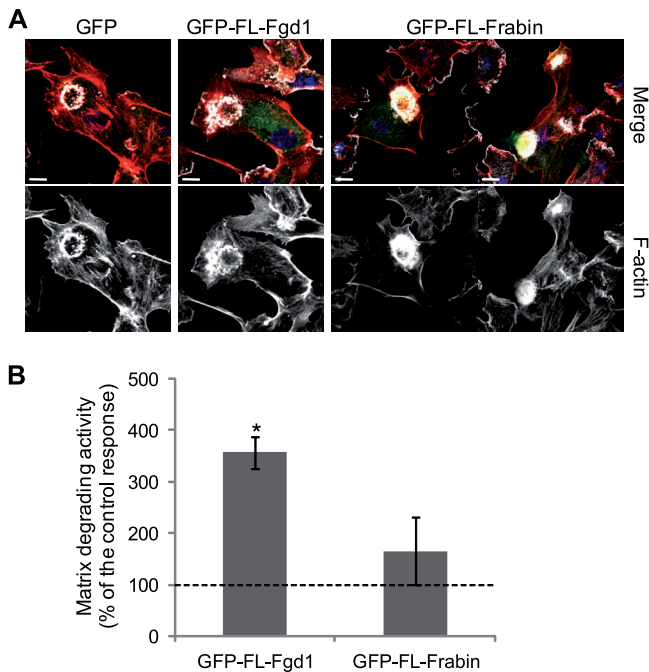 A
GFP GFP-FL-Fgd1 GFP-FL-Frabin
Merge
F-actin
B
Matrix degrading activity
(% of the control response)
500
400
300
200
100
0
*
GFP-FL-Fgd1 GFP-FL-Frabin